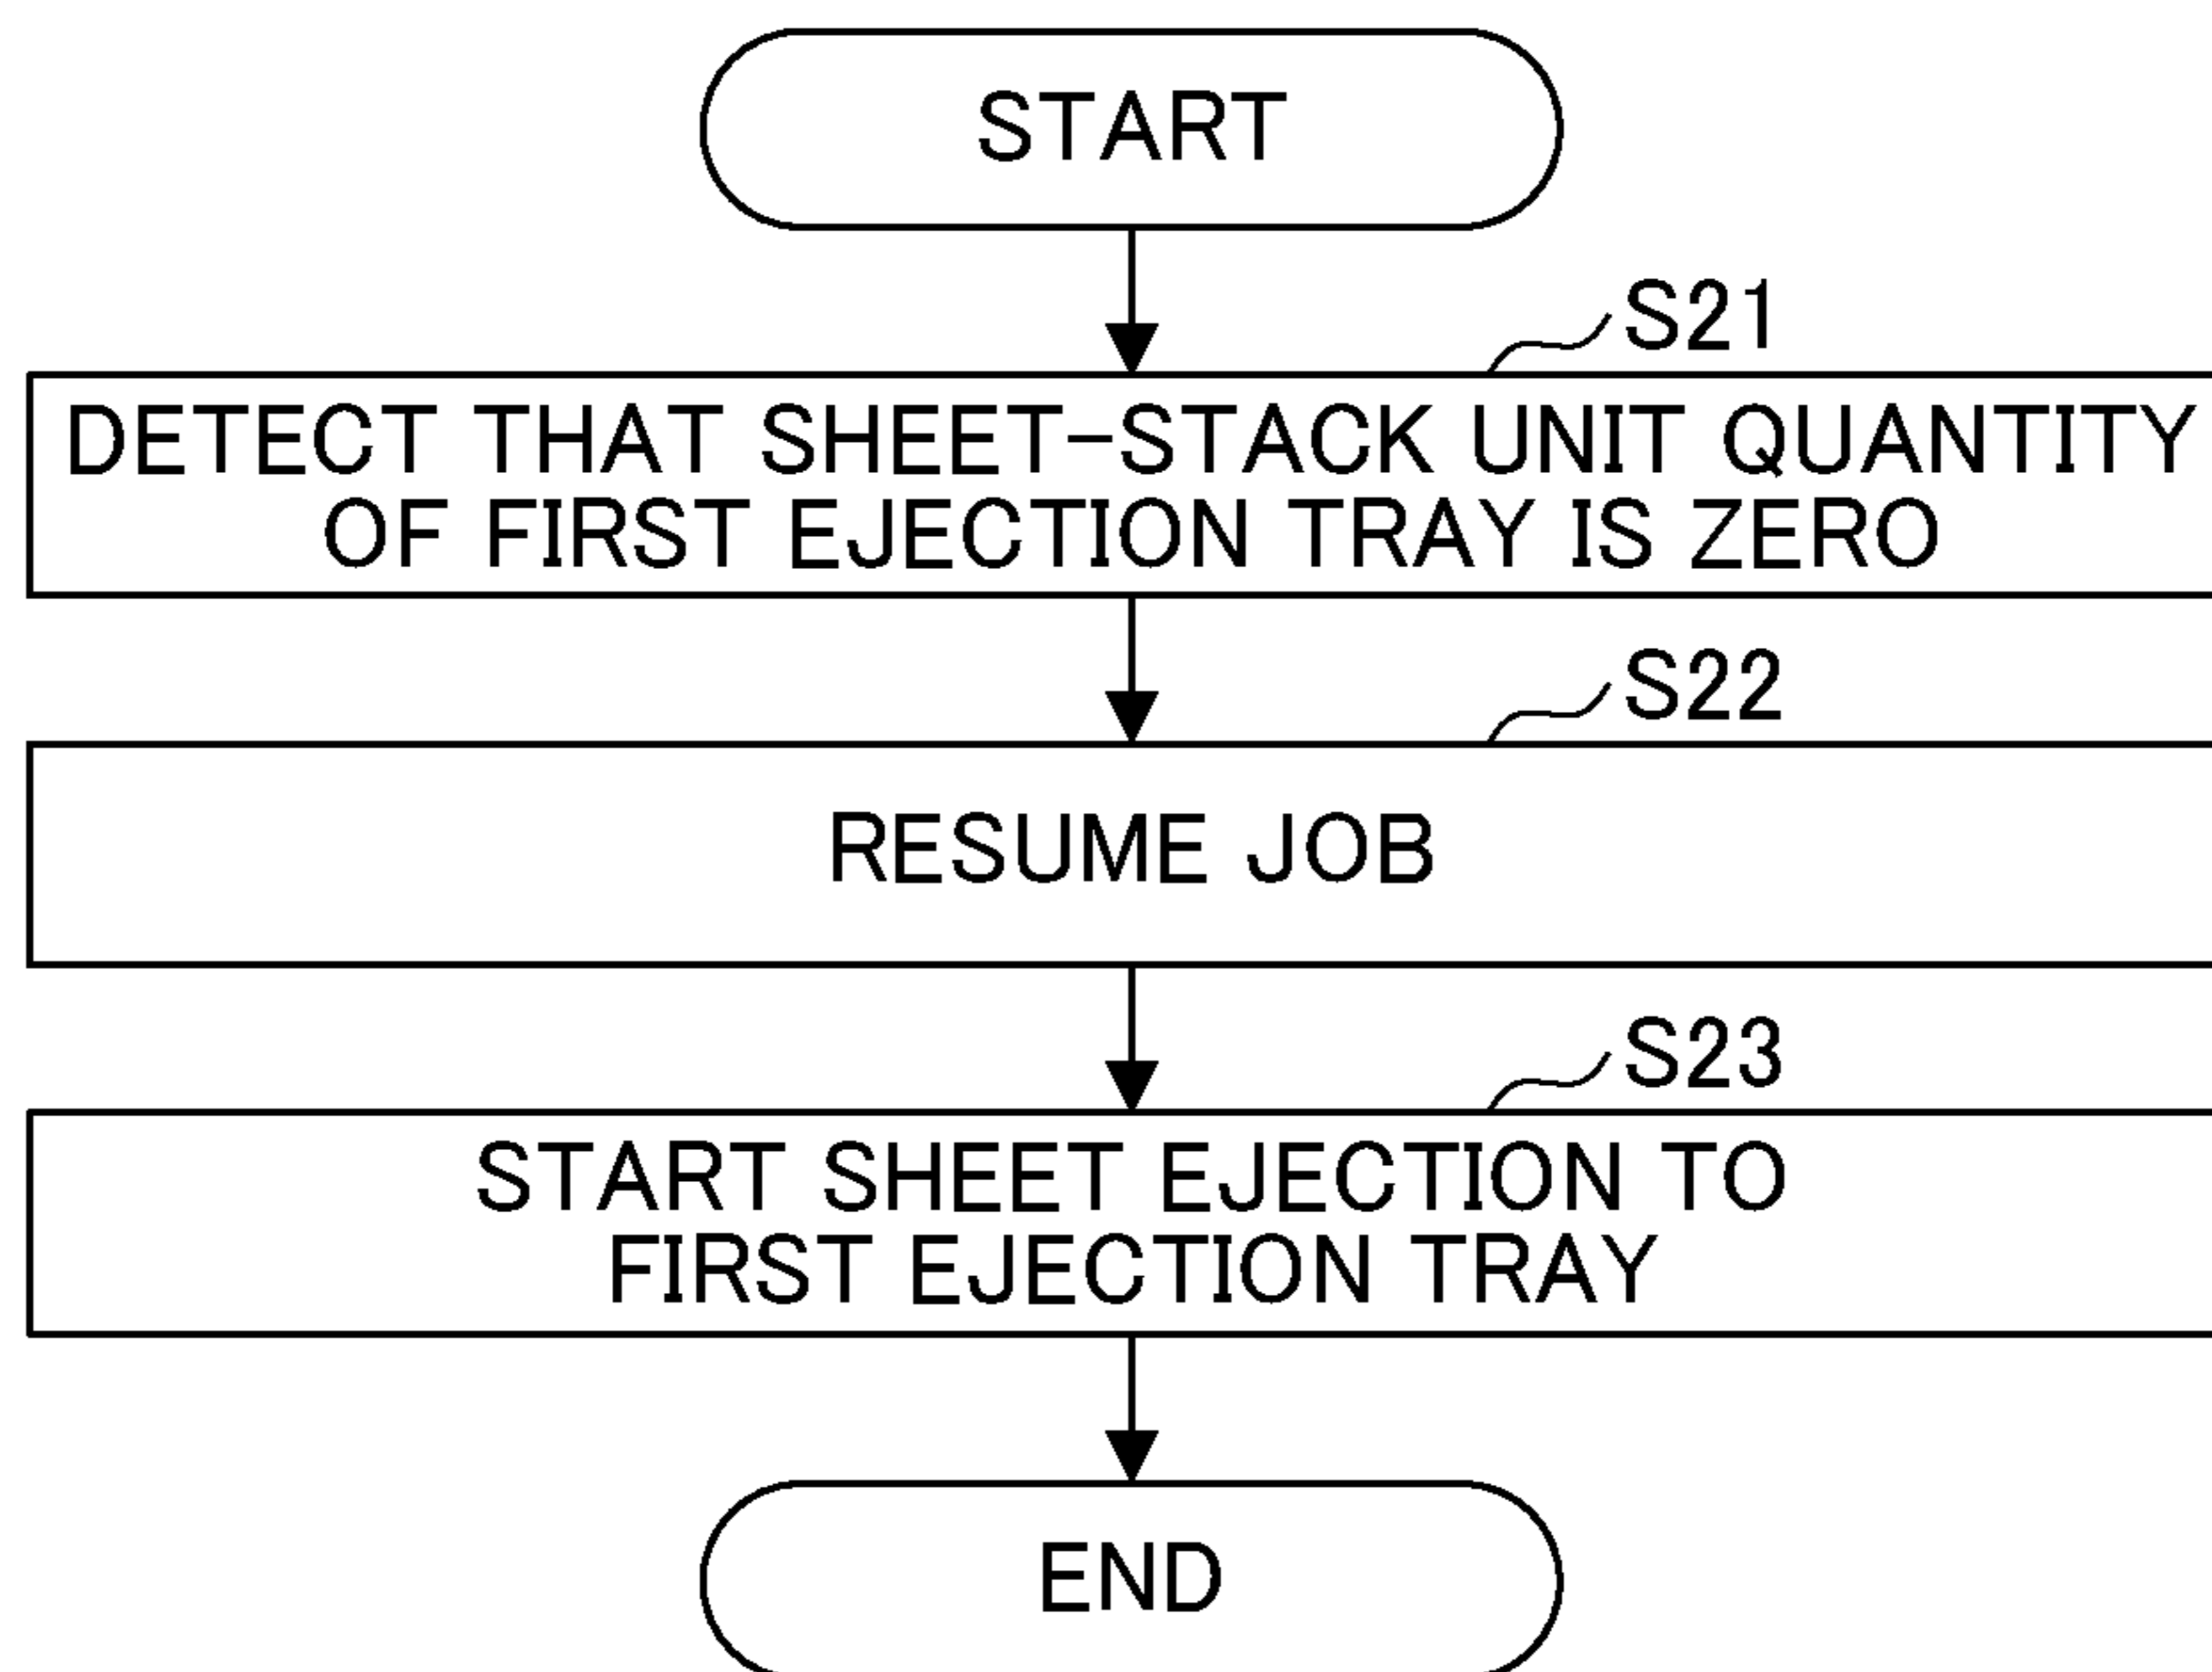 START
S21
DETECT THAT SHEET-STACK UNIT QUANTITY
OF FIRST EJECTION TRAY IS ZERO
S22
RESUME JOB
S23
START SHEET EJECTION TO
FIRST EJECTION TRAY
END